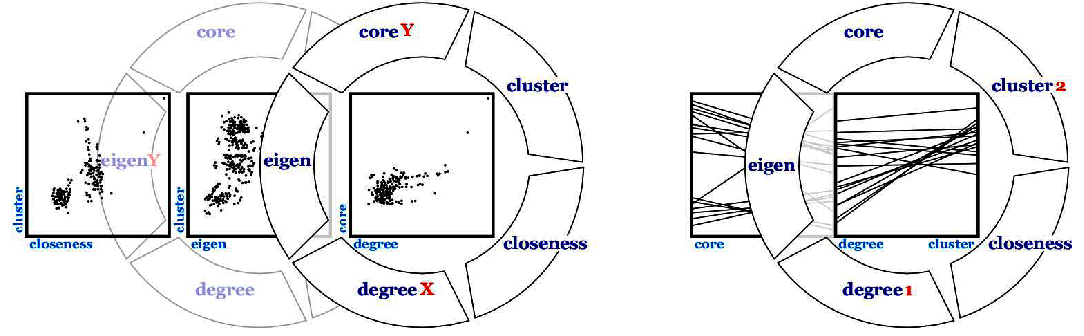 core
core Y
cluster
eigen Y
eigen
cluster
closeness
cluster
eigen
core
degree
closeness
degree
degree X
core
cluster 2
eigen
core
degree
cluster
closeness
degree 1